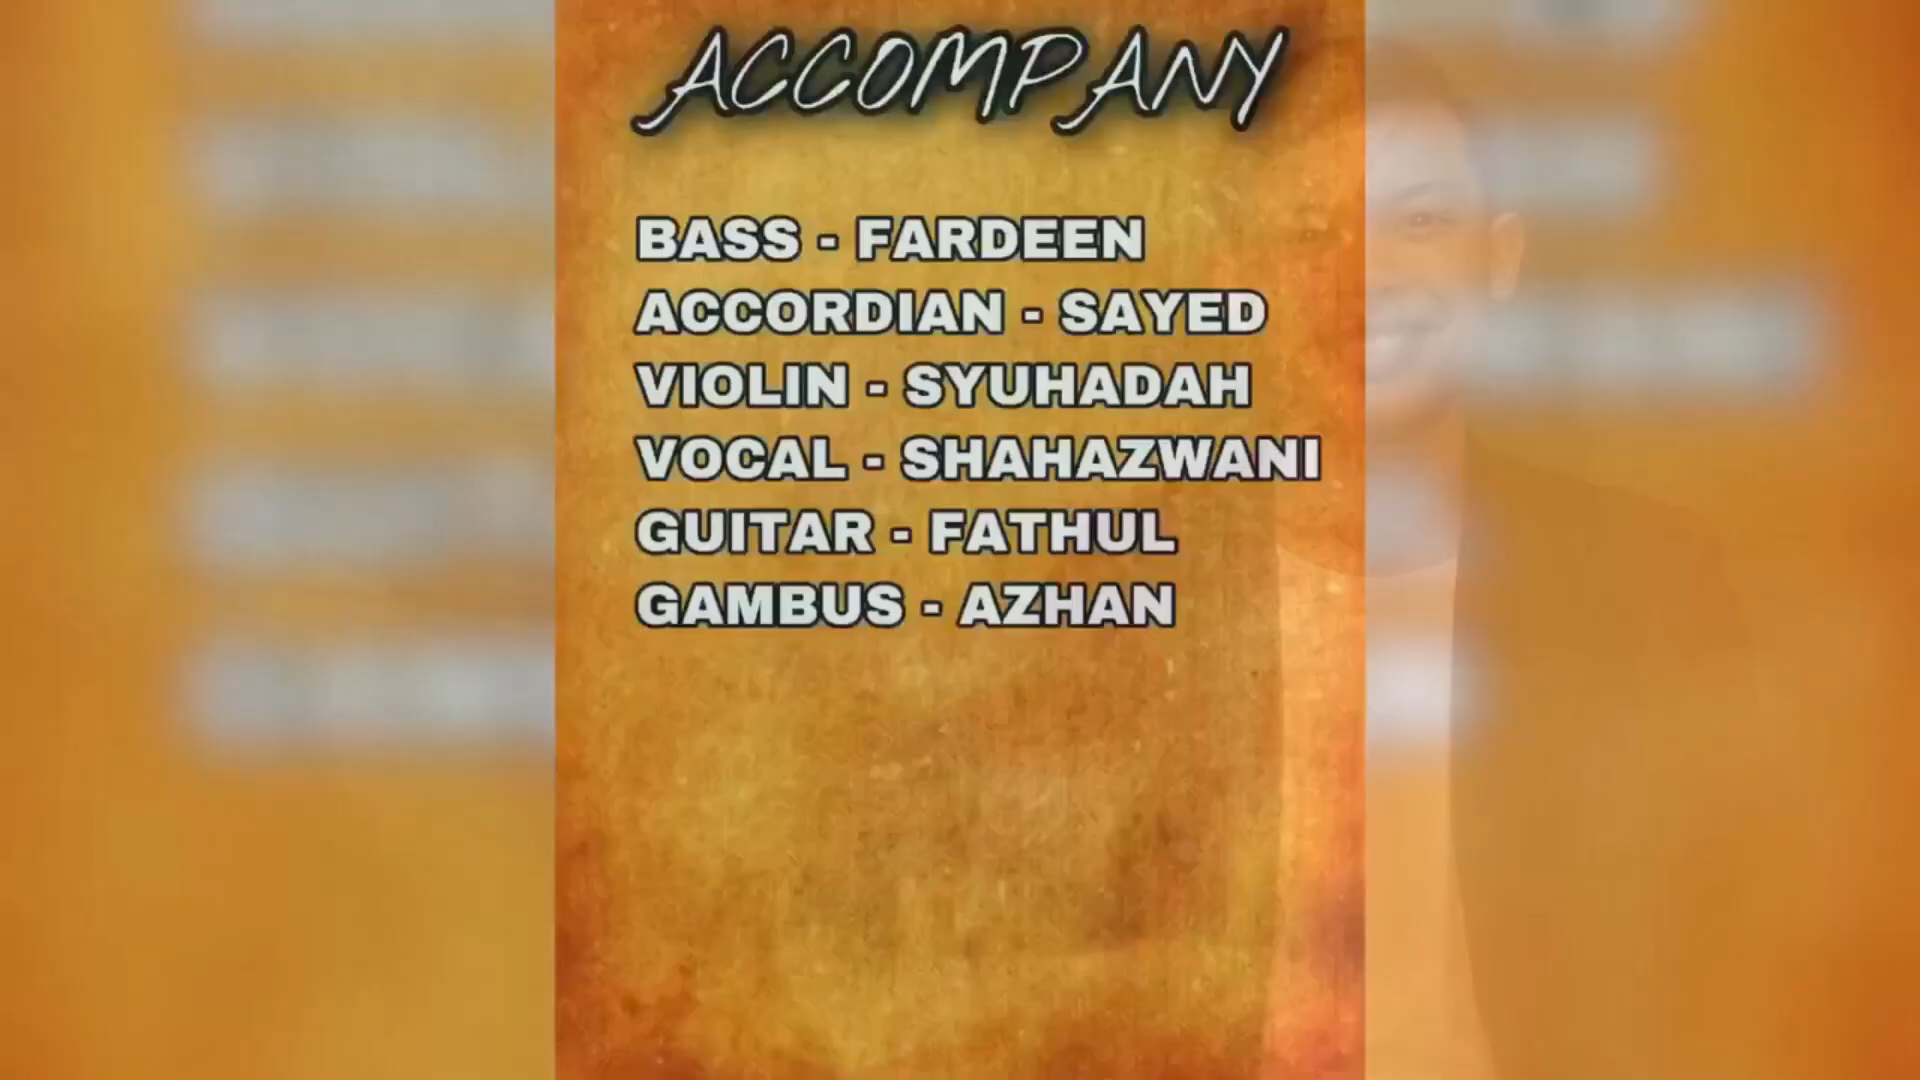 ACCOMPANY
BASS - FARDEEN
ACCORDIAN - SAYED
VIOLIN - SYUHADAH
VOCAL - SHAHAZWANI
GUITAR - FATHUL
GAMBUS - AZHAN